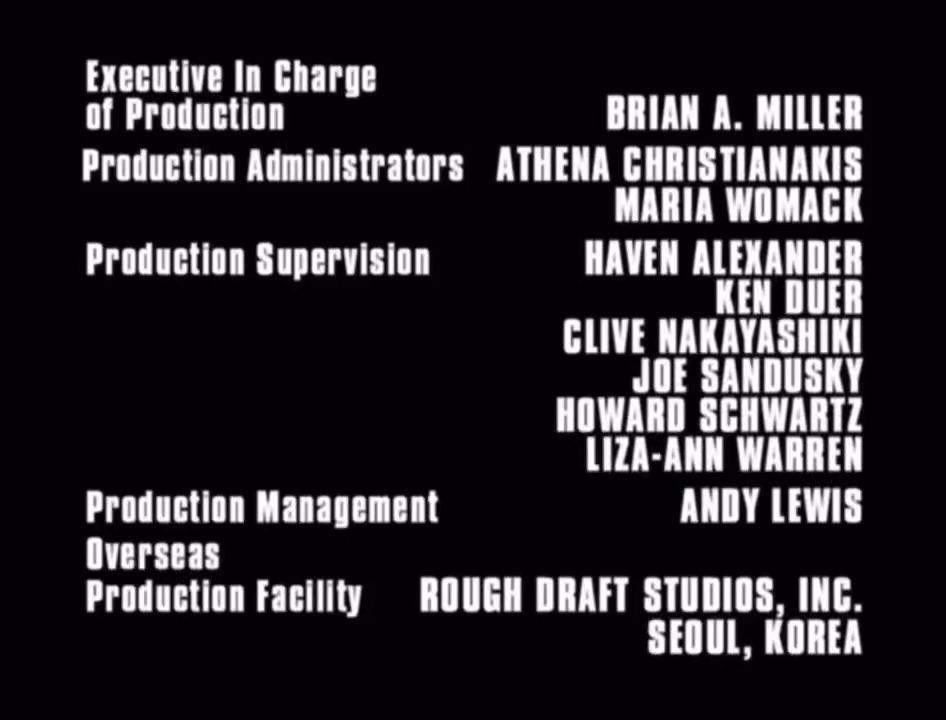 Executive In Charge
of Production BRIAN A. MILLER
Production Administrators ATHENA CHRISTIANAKIS
MARIA WOMACK
Production Supervision HAVEN ALEXANDER
KEN DUER
CLIVE NAKAYASHIKI
JOE SANDUSKY
HOWARD SCHWARTZ
LIZA-ANN WARREN
Production Management ANDY LEWIS
Overseas
Production Facility ROUGH DRAFT STUDIOS, INC.
SEOUL, KOREA